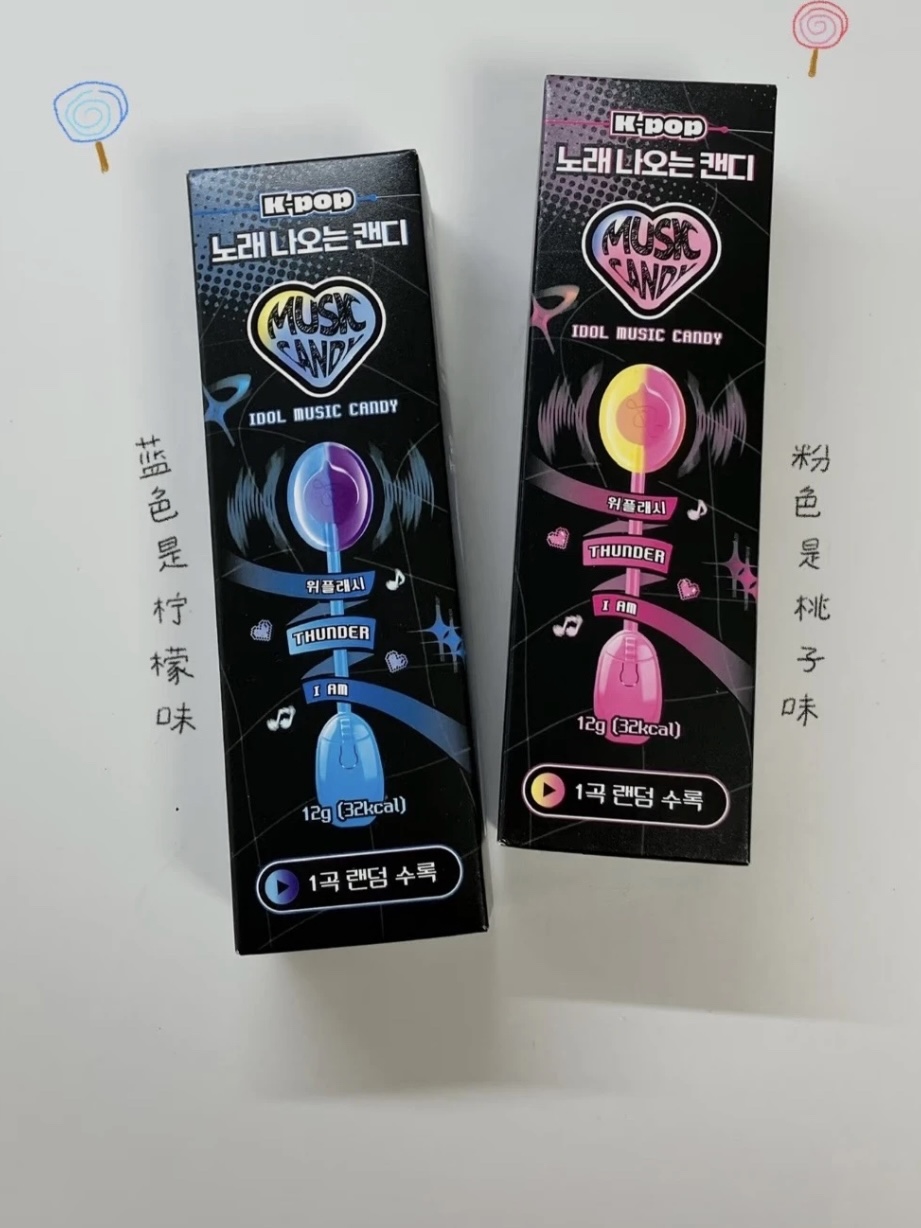 K-pop
노래 나오는 캔디
MUSIC
CANDY
IDOL MUSIC CANDY
위플래시
THUNDER
I AM
12g (32kcal)
1곡 랜덤 수록
K-pop
노래 나오는 캔디
MUSIC
CANDY
IDOL MUSIC CANDY
위플래시
THUNDER
I AM
12g (32kcal)
1곡 랜덤 수록
蓝色是柠檬味
粉色是桃子味